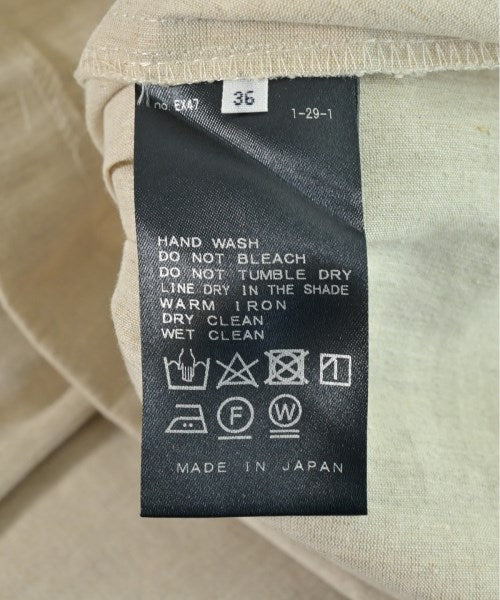 no. EX47
36
1-29-1
HAND WASH
DO NOT BLEACH
DO NOT TUMBLE DRY
LINE DRY IN THE SHADE
WARM IRON
DRY CLEAN
WET CLEAN
F
W
MADE IN JAPAN